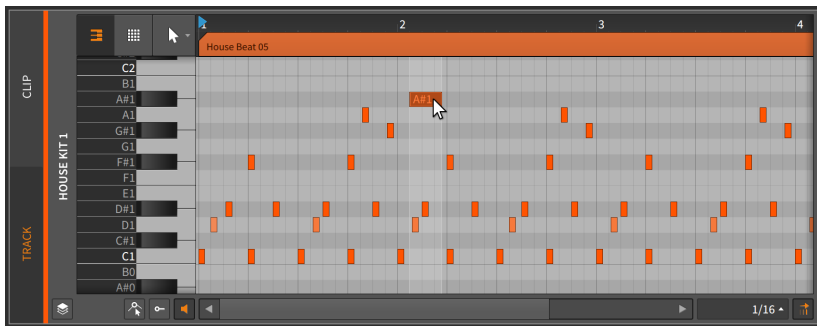 1 2 3 4
House Beat 05
CLIP
TRACK
HOUSE KIT 1
C2
B1
A#1 A#1
A1
G#1
G1
F#1
F1
E1
D#1
D1
C#1
C1
B0
A#0
1/16